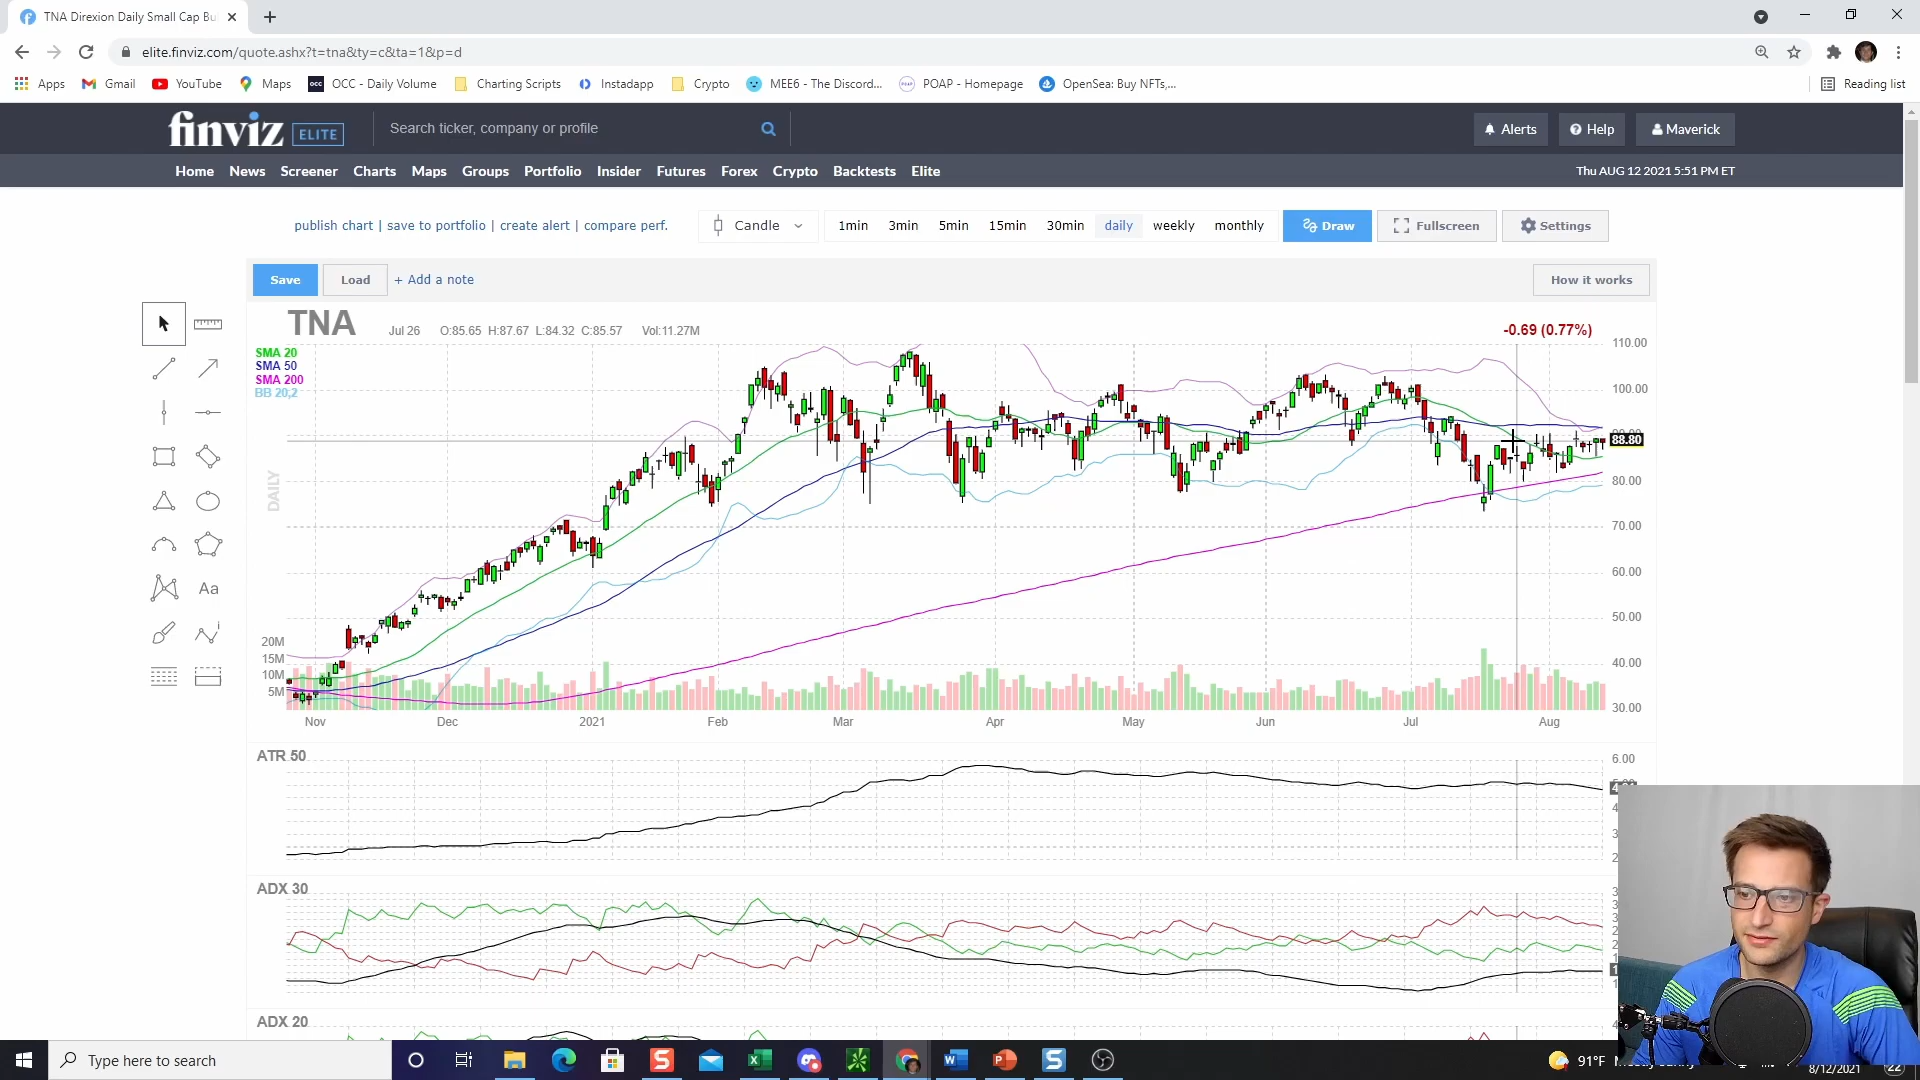 TNA Direxion Daily Small Cap Bu
elite.finviz.com/quote.ashx?t=tna&ty=c&ta=1&p=d
Apps Gmail YouTube Maps OCC - Daily Volume Charting Scripts Instadapp Crypto MEE6 - The Discord... POAP - Homepage OpenSea: Buy NFTs,... Reading list
finviz ELITE Search ticker, company or profile Alerts Help Maverick
Home News Screener Charts Maps Groups Portfolio Insider Futures Forex Crypto Backtests Elite Thu AUG 12 2021 5:51 PM ET
publish chart | save to portfolio | create alert | compare perf. Candle 1min 3min 5min 15min 30min daily weekly monthly Draw Fullscreen Settings
Save Load + Add a note How it works
TNA Jul 26 O:85.65 H:87.67 L:84.32 C:85.57 Vol:11.27M -0.69 (0.77%)
SMA 20
SMA 50
SMA 200
BB 20,2
DAILY
110.00
100.00
88.80
80.00
70.00
60.00
50.00
40.00
30.00
20M
15M
10M
5M
Nov Dec 2021 Feb Mar Apr May Jun Jul Aug
Aa
ATR 50
6.00
ADX 30
ADX 20
Type here to search
91°F
8/12/2021
22